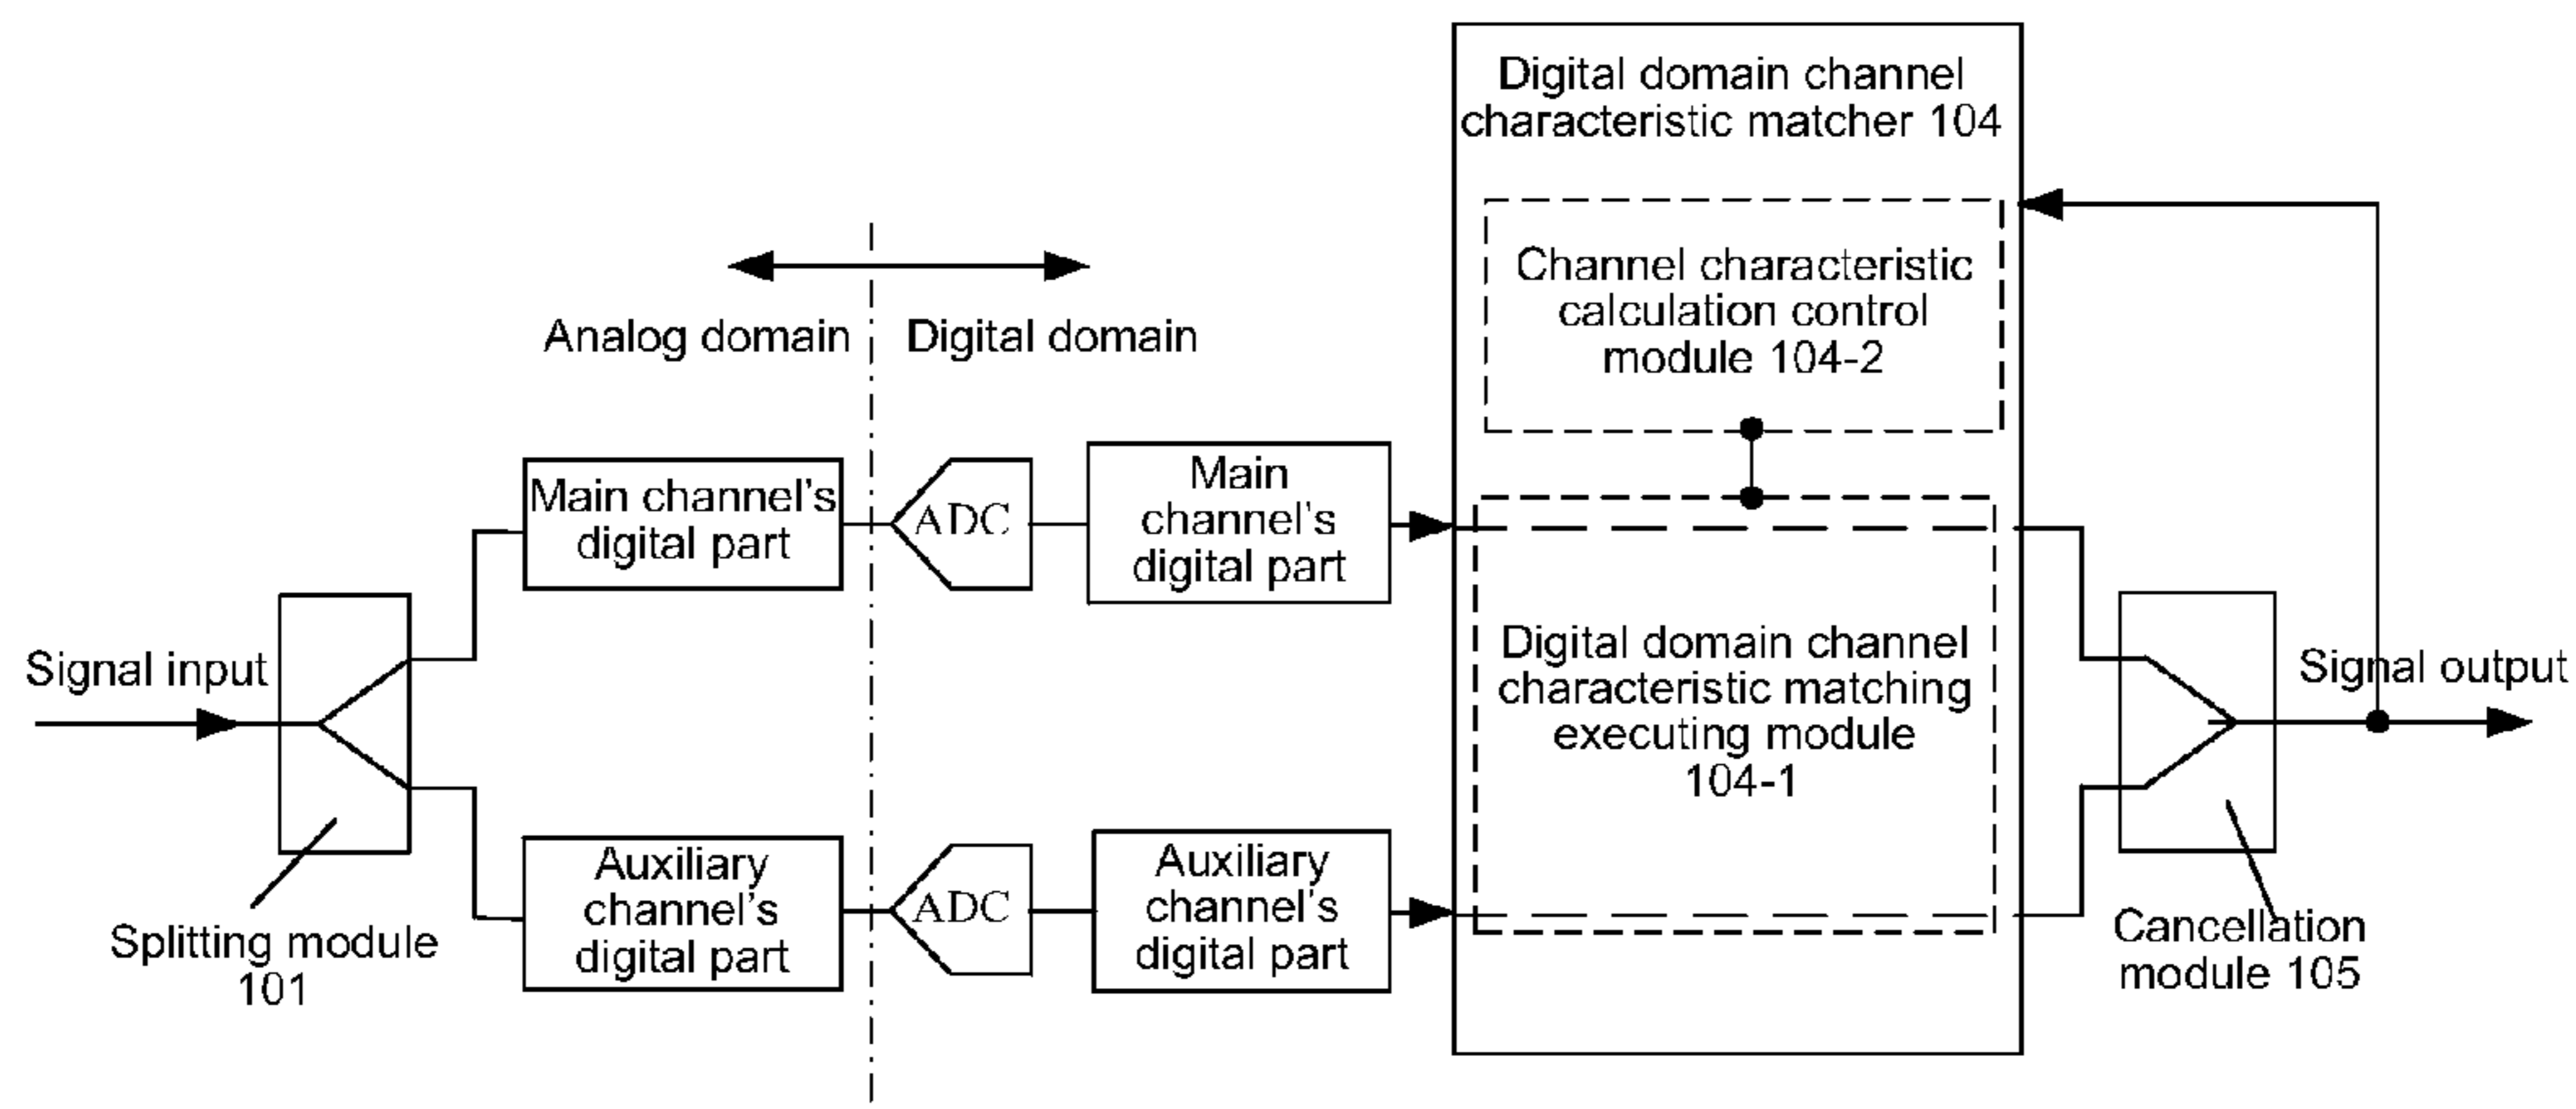 Digital domain channel
characteristic matcher 104
Channel characteristic
calculation control
module 104-2
Analog domain
Digital domain
Main channel's
digital part
ADC
Main
channel's
digital part
Digital domain channel
characteristic matching
executing module
104-1
Signal input
Signal output
Auxiliary
channel's
digital part
ADC
Auxiliary
channel's
digital part
Splitting module
101
Cancellation
module 105